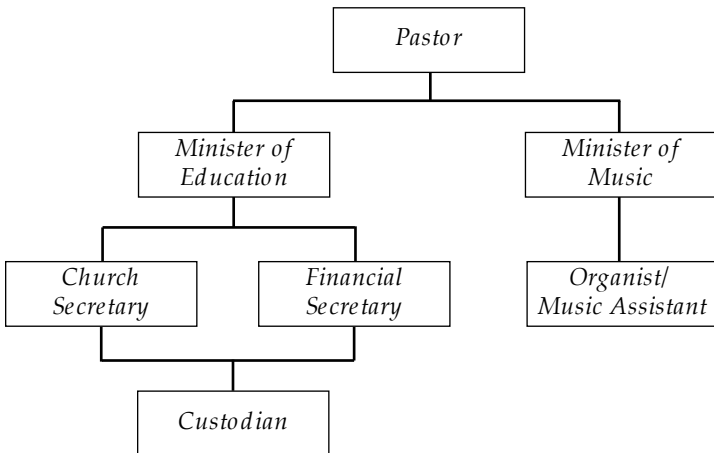 Pastor
Minister of
Education
Minister of
Music
Church
Secretary
Financial
Secretary
Organist/
Music Assistant
Custodian